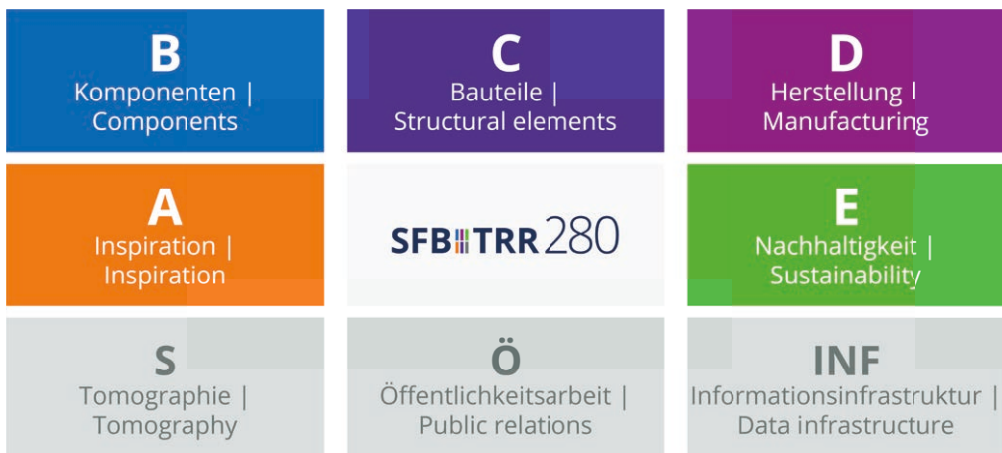 B
Komponenten |
Components
C
Bauteile |
Structural elements
D
Herstellung |
Manufacturing
A
Inspiration |
Inspiration
SFB TRR 280
E
Nachhaltigkeit |
Sustainability
S
Tomographie |
Tomography
Ö
Öffentlichkeitsarbeit |
Public relations
INF
Informationsinfrastruktur |
Data infrastructure